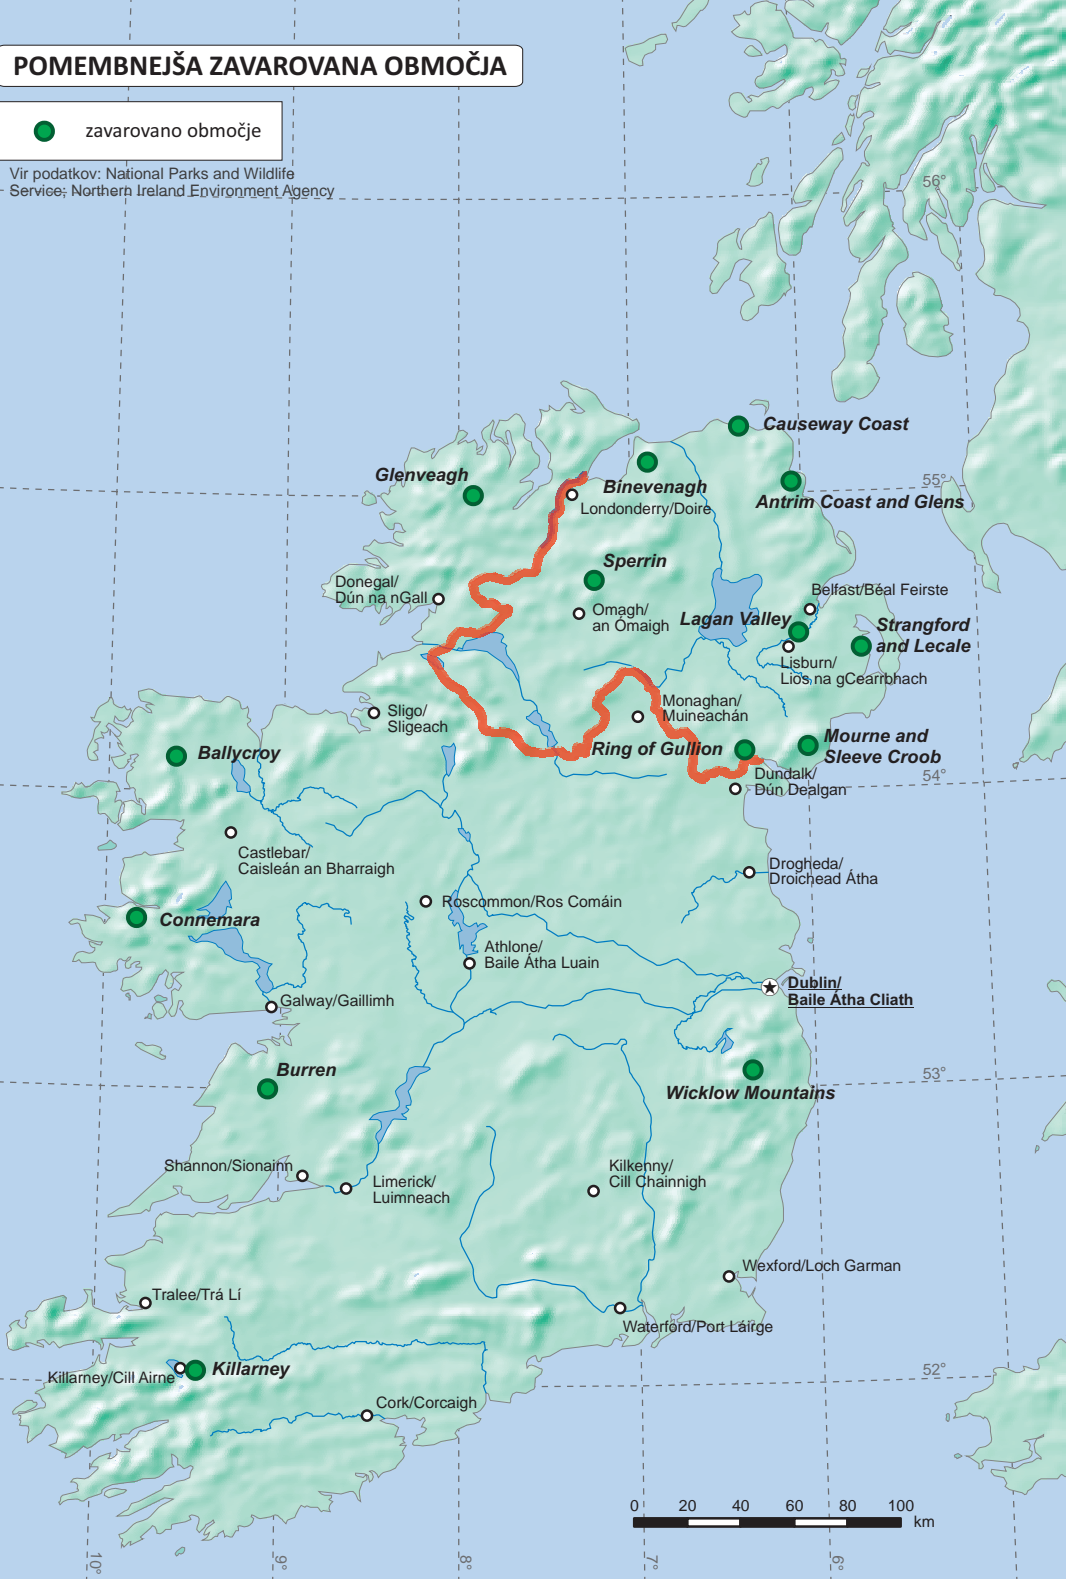 POMEMBNEJŠA ZAVAROVANA OBMOČJA
zavarovano območje
Vir podatkov: National Parks and Wildlife
Service; Northern Ireland Environment Agency
56°
Causeway Coast
Glenveagh
Binevenagh
55°
Antrim Coast and Glens
Londonderry/Doire
Sperrin
Donegal/
Dún na nGall
Belfast/Béal Feirste
Omagh/
an Ómaigh
Lagan Valley
Strangford
and Lecale
Lisburn/
Lios na gCearrbhach
Monaghan/
Muineachán
Sligo/
Sligeach
Ring of Gullion
Mourne and
Sleeve Croob
Ballycroy
54°
Dundalk/
Dún Dealgan
Castlebar/
Caisleán an Bharraigh
Drogheda/
Droichead Átha
Roscommon/Ros Comáin
Connemara
Athlone/
Baile Átha Luain
Dublin/
Baile Átha Cliath
Galway/Gaillimh
Burren
53°
Wicklow Mountains
Shannon/Sionainn
Limerick/
Luimneach
Kilkenny/
Cill Chainnigh
Wexford/Loch Garman
Tralee/Trá Lí
Waterford/Port Láirge
Killarney
Killarney/Cill Airne
52°
Cork/Corcaigh
0 20 40 60 80 100
km
10° 9° 8° 7° 6°